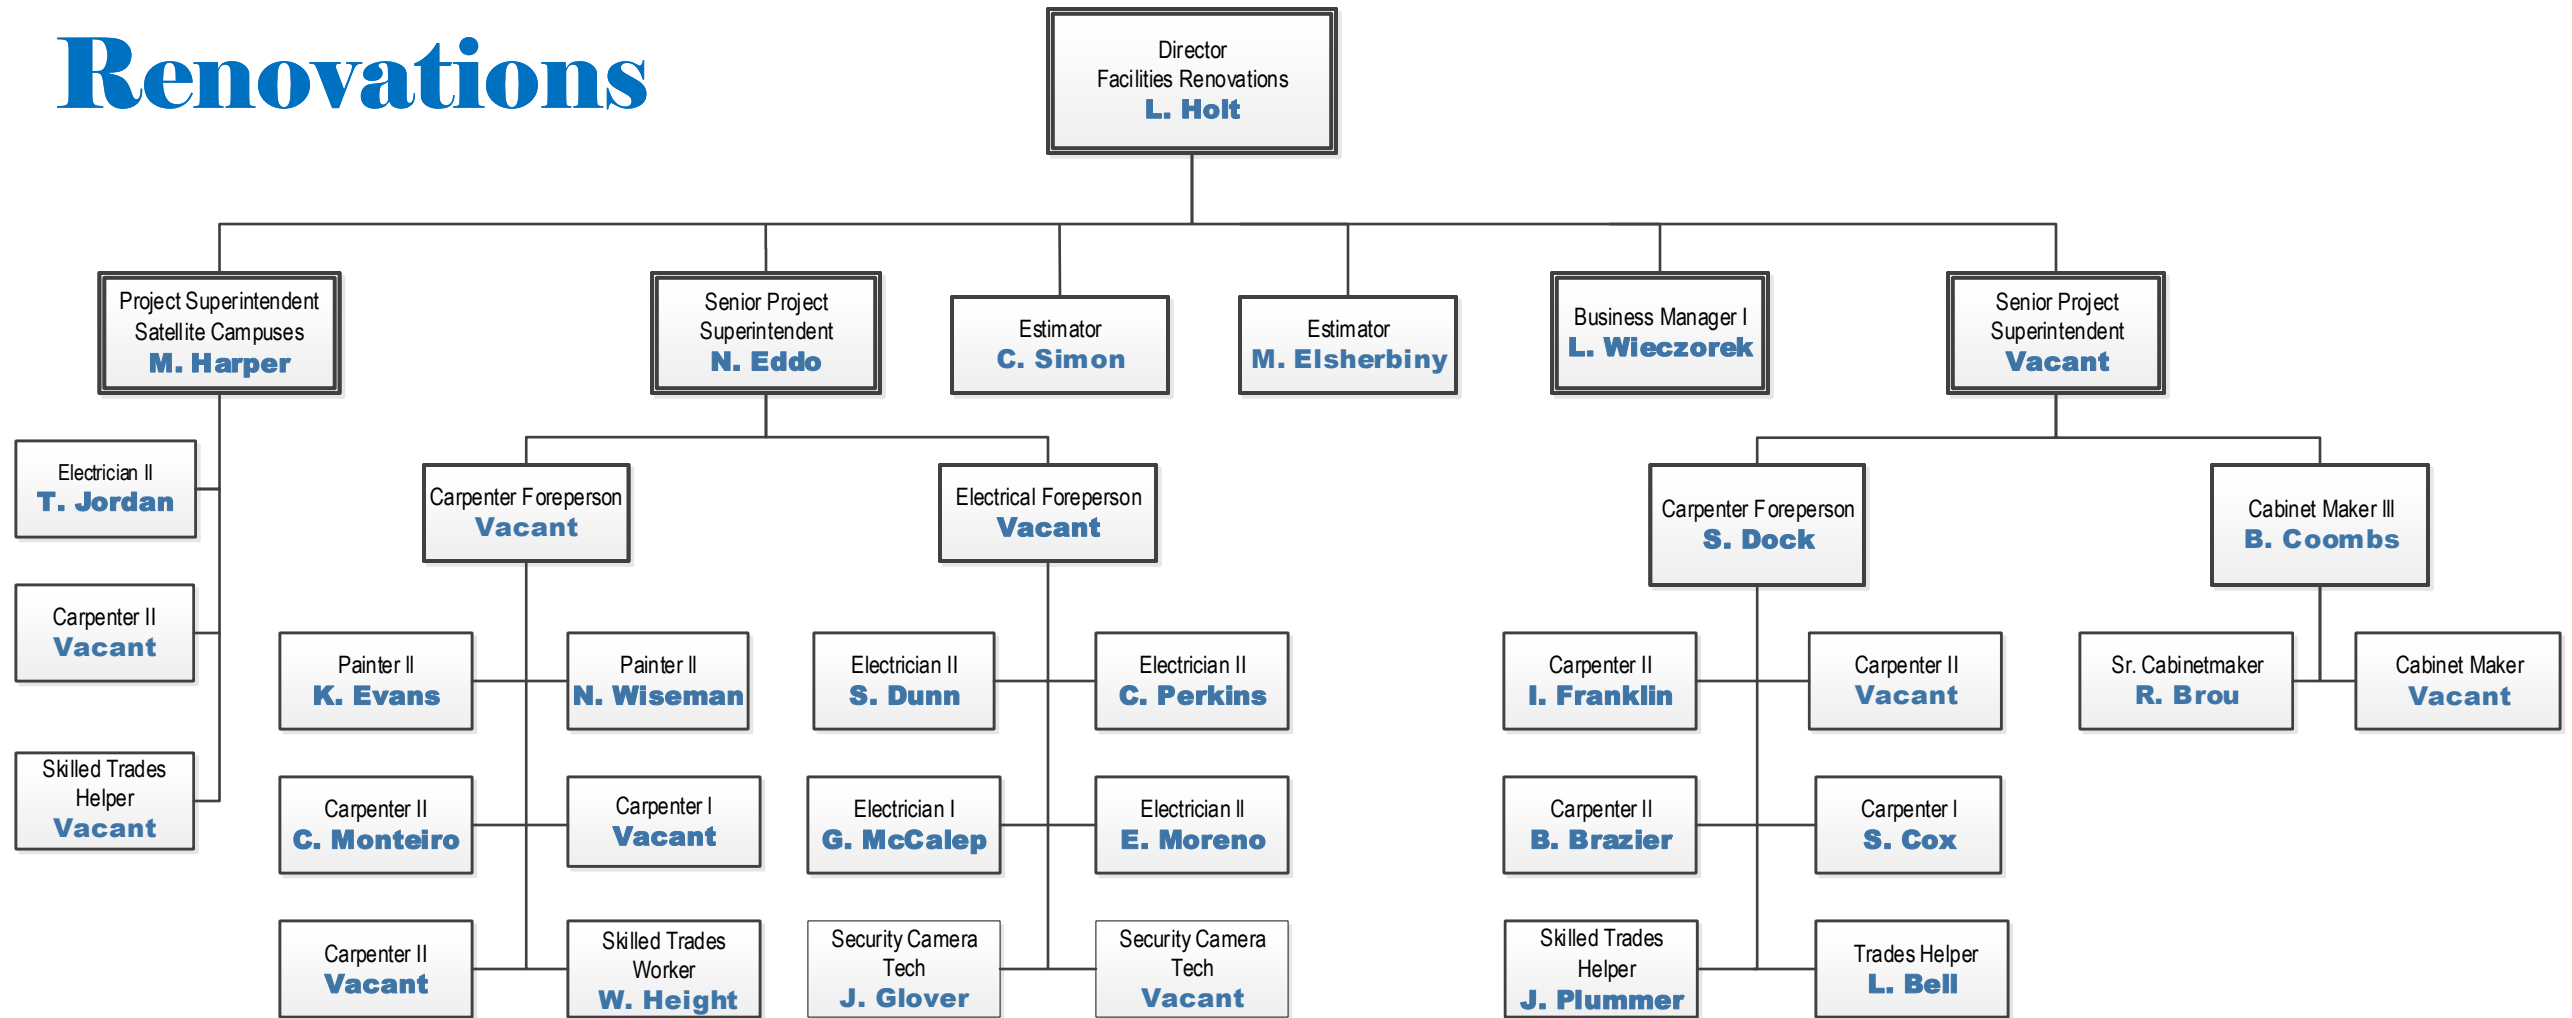 Renovations
Director
Facilities Renovations
L. Holt
Project Superintendent
Satellite Campuses
M. Harper
Senior Project
Superintendent
N. Eddo
Estimator
C. Simon
Estimator
M. Elsherbiny
Business Manager I
L. Wieczorek
Senior Project
Superintendent
Vacant
Electrician II
T. Jordan
Carpenter II
Vacant
Skilled Trades
Helper
Vacant
Carpenter Foreperson
Vacant
Painter II
K. Evans
Painter II
N. Wiseman
Carpenter II
C. Monteiro
Carpenter I
Vacant
Carpenter II
Vacant
Skilled Trades
Worker
W. Height
Electrical Foreperson
Vacant
Electrician II
S. Dunn
Electrician II
C. Perkins
Electrician I
G. McCalep
Electrician II
E. Moreno
Security Camera
Tech
J. Glover
Security Camera
Tech
Vacant
Carpenter Foreperson
S. Dock
Carpenter II
I. Franklin
Carpenter II
Vacant
Carpenter II
B. Brazier
Carpenter I
S. Cox
Skilled Trades
Helper
J. Plummer
Trades Helper
L. Bell
Cabinet Maker III
B. Coombs
Sr. Cabinetmaker
R. Brou
Cabinet Maker
Vacant